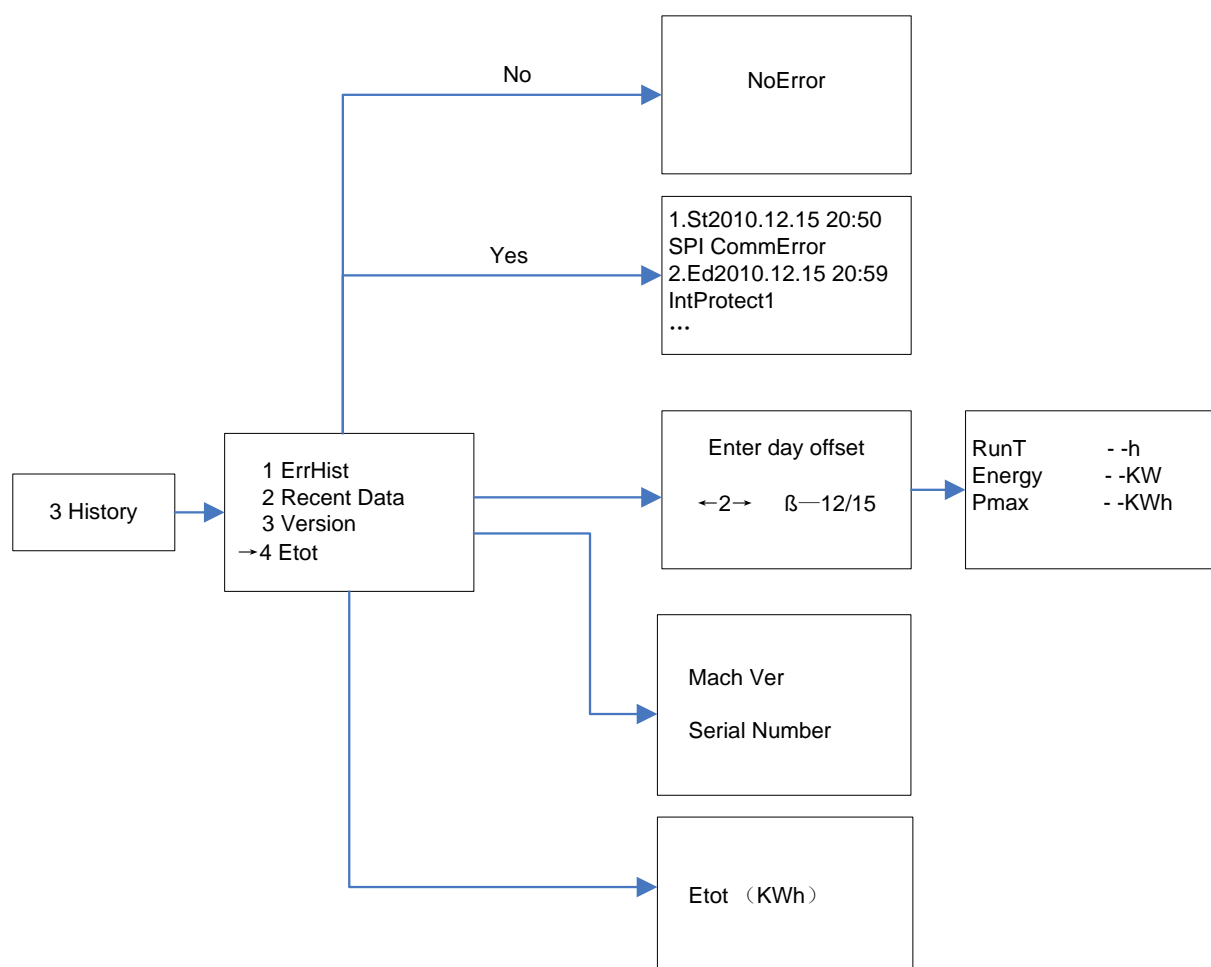 No
NoError
Yes
1.St2010.12.15 20:50
SPI CommError
2.Ed2010.12.15 20:59
IntProtect1
...
3 History
1 ErrHist
2 Recent Data
3 Version
→4 Etot
Enter day offset
←2→ ß—12/15
RunT - -h
Energy - -KW
Pmax - -KWh
Mach Ver
Serial Number
Etot （KWh）